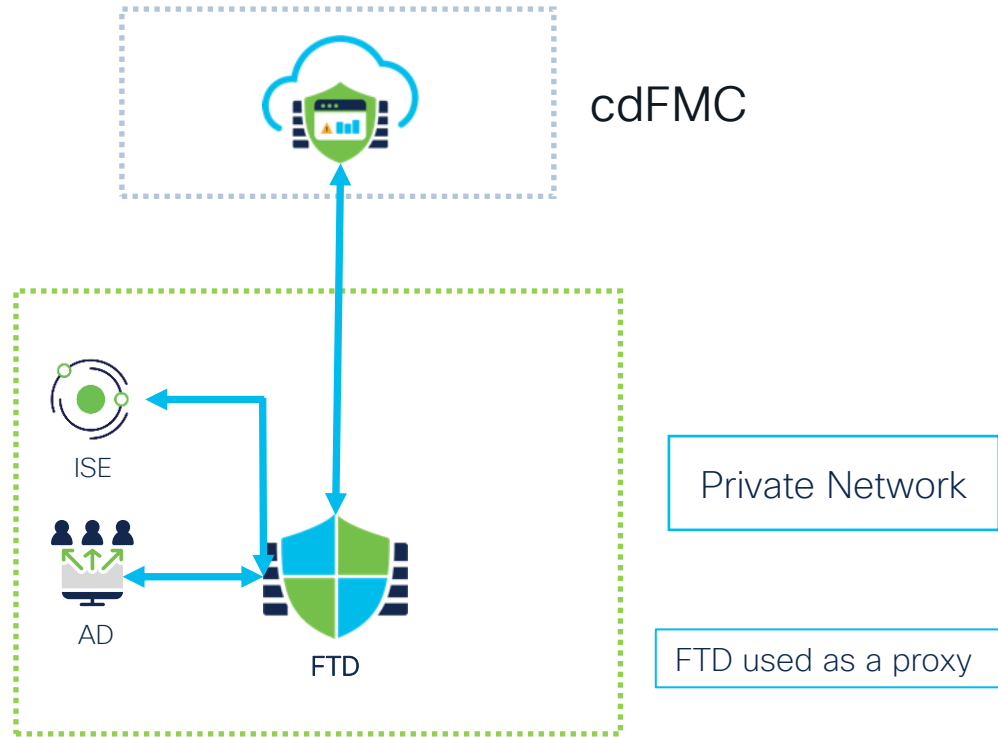 cdFMC
ISE
Private Network
AD
FTD
FTD used as a proxy